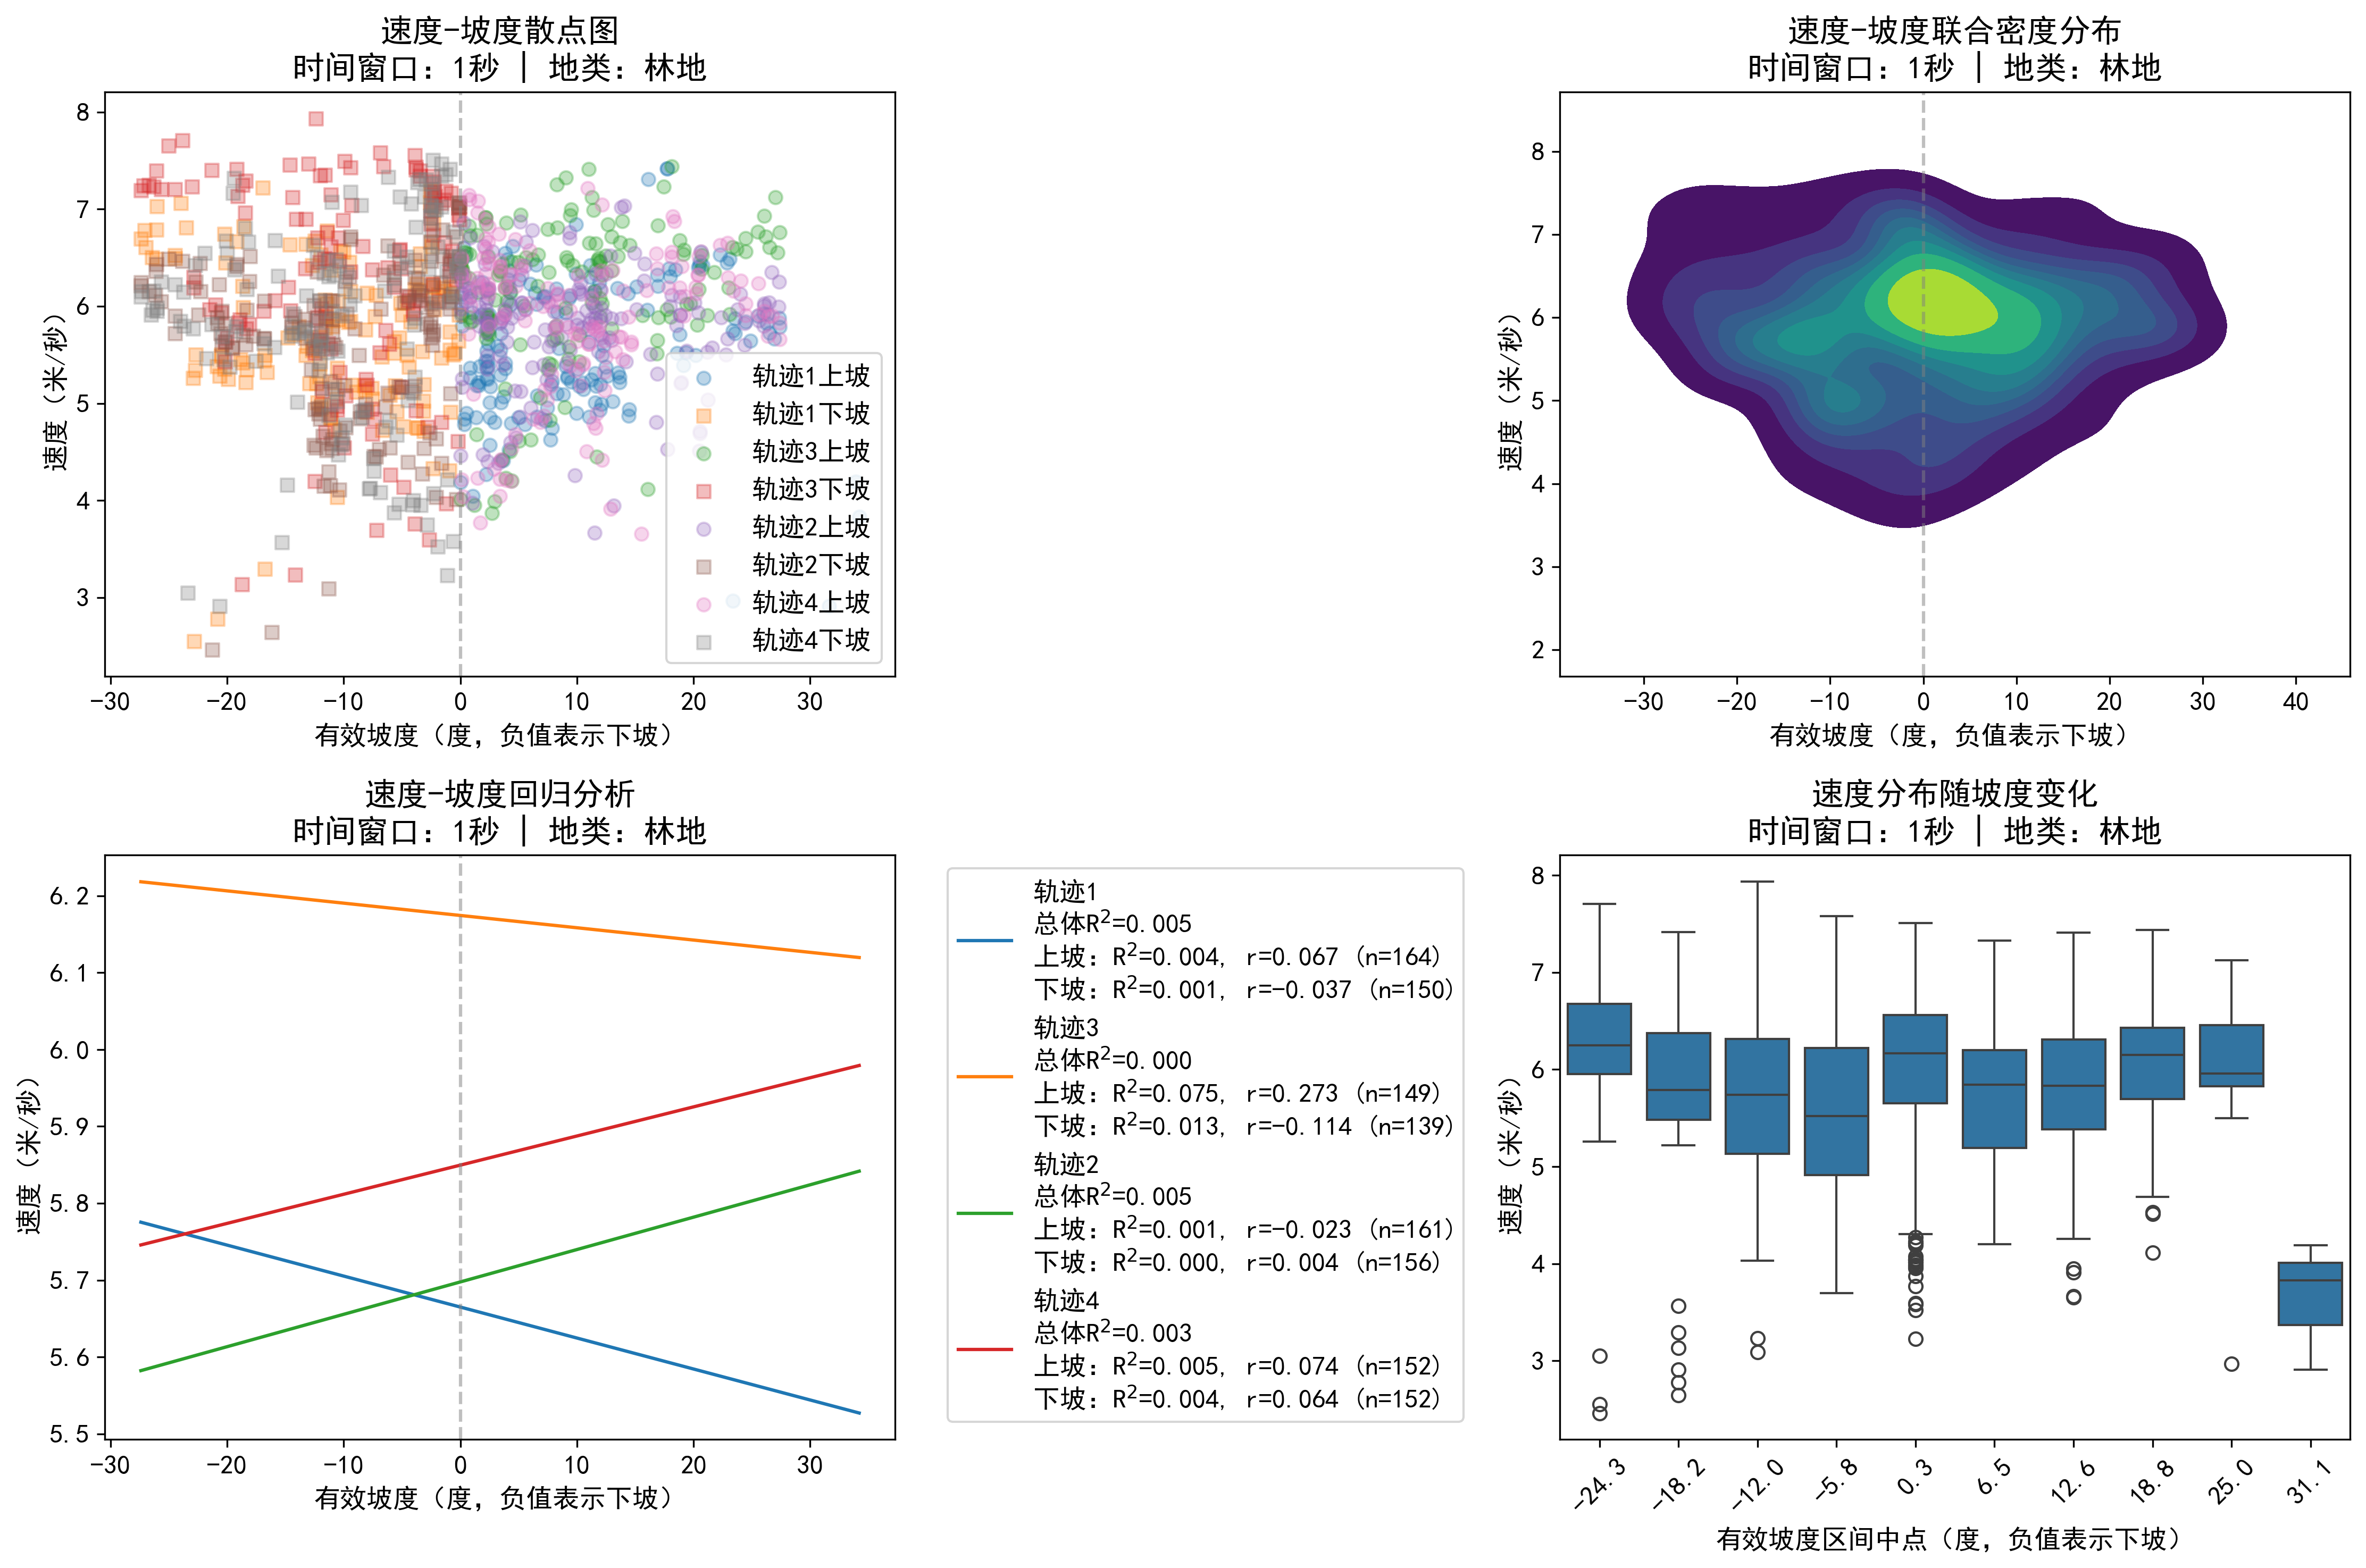 速度-坡度散点图
时间窗口：1秒 | 地类：林地
8
7
6
5
4
3
速度（米/秒）
-30
-20
-10
0
10
20
30
有效坡度（度，负值表示下坡）
轨迹1上坡
轨迹1下坡
轨迹3上坡
轨迹3下坡
轨迹2上坡
轨迹2下坡
轨迹4上坡
轨迹4下坡
速度-坡度联合密度分布
时间窗口：1秒 | 地类：林地
8
7
6
5
4
3
2
速度（米/秒）
-30
-20
-10
0
10
20
30
40
有效坡度（度，负值表示下坡）
速度-坡度回归分析
时间窗口：1秒 | 地类：林地
6.2
6.1
6.0
5.9
5.8
5.7
5.6
5.5
速度（米/秒）
-30
-20
-10
0
10
20
30
有效坡度（度，负值表示下坡）
轨迹1
总体R²=0.005
上坡：R²=0.004, r=0.067 (n=164)
下坡：R²=0.001, r=-0.037 (n=150)
轨迹3
总体R²=0.000
上坡：R²=0.075, r=0.273 (n=149)
下坡：R²=0.013, r=-0.114 (n=139)
轨迹2
总体R²=0.005
上坡：R²=0.001, r=-0.023 (n=161)
下坡：R²=0.000, r=0.004 (n=156)
轨迹4
总体R²=0.003
上坡：R²=0.005, r=0.074 (n=152)
下坡：R²=0.004, r=0.064 (n=152)
速度分布随坡度变化
时间窗口：1秒 | 地类：林地
8
7
6
5
4
3
速度（米/秒）
-24.3
-18.2
-12.0
-5.8
0.3
6.5
12.6
18.8
25.0
31.1
有效坡度区间中点（度，负值表示下坡）